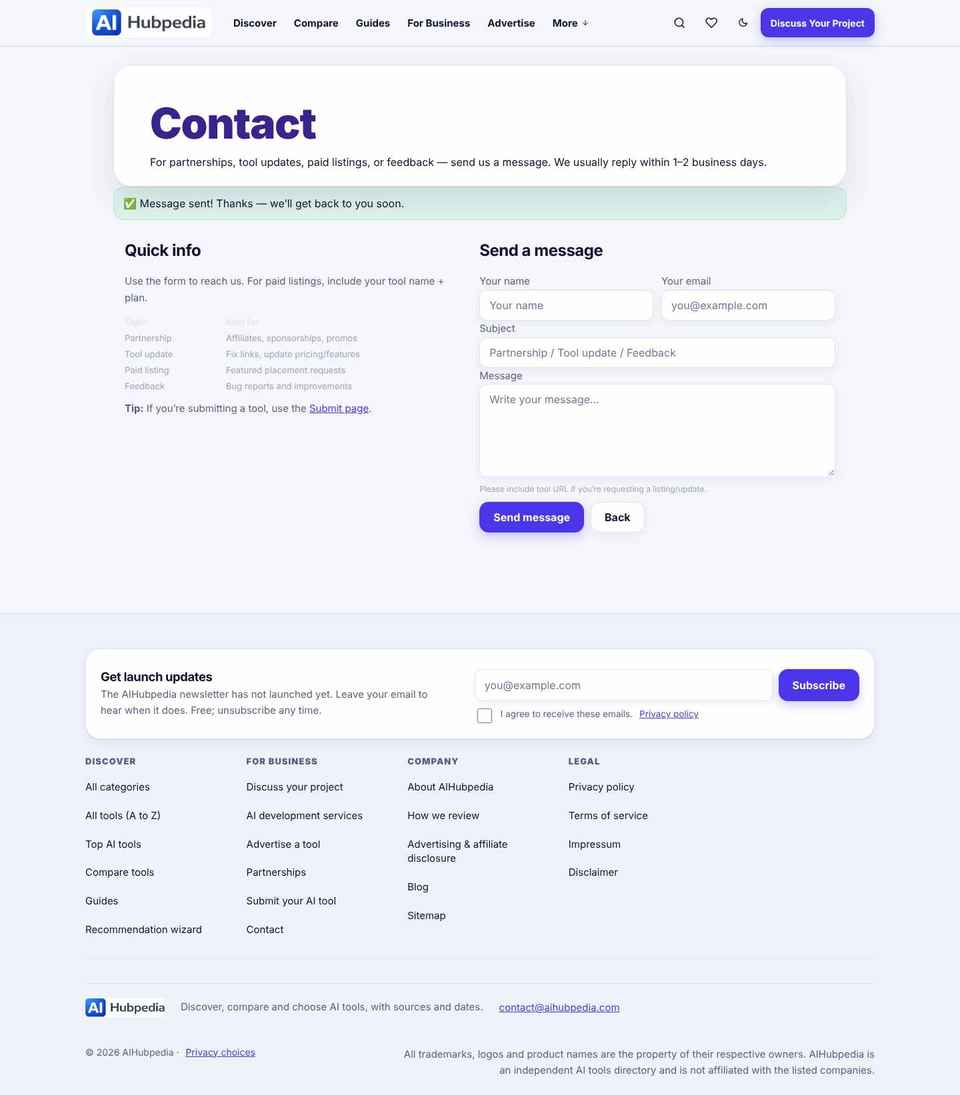 AI Hubpedia
Discover Compare Guides For Business Advertise More
Discuss Your Project
Contact
For partnerships, tool updates, paid listings, or feedback — send us a message. We usually reply within 1–2 business days.
✅ Message sent! Thanks — we'll get back to you soon.
Quick info
Use the form to reach us. For paid listings, include your tool name +
plan.
Topic Best for
Partnership Affiliates, sponsorships, promos
Tool update Fix links, update pricing/features
Paid listing Featured placement requests
Feedback Bug reports and improvements
Tip: If you're submitting a tool, use the Submit page.
Send a message
Your name Your email
Your name you@example.com
Subject
Partnership / Tool update / Feedback
Message
Write your message...
Please include tool URL if you're requesting a listing/update.
Send message Back
Get launch updates
The AIHubpedia newsletter has not launched yet. Leave your email to
hear when it does. Free; unsubscribe any time.
you@example.com Subscribe
I agree to receive these emails. Privacy policy
DISCOVER
All categories
All tools (A to Z)
Top AI tools
Compare tools
Guides
Recommendation wizard
FOR BUSINESS
Discuss your project
AI development services
Advertise a tool
Partnerships
Submit your AI tool
Contact
COMPANY
About AIHubpedia
How we review
Advertising & affiliate
disclosure
Blog
Sitemap
LEGAL
Privacy policy
Terms of service
Impressum
Disclaimer
AI Hubpedia Discover, compare and choose AI tools, with sources and dates. contact@aihubpedia.com
© 2026 AIHubpedia · Privacy choices
All trademarks, logos and product names are the property of their respective owners. AIHubpedia is
an independent AI tools directory and is not affiliated with the listed companies.